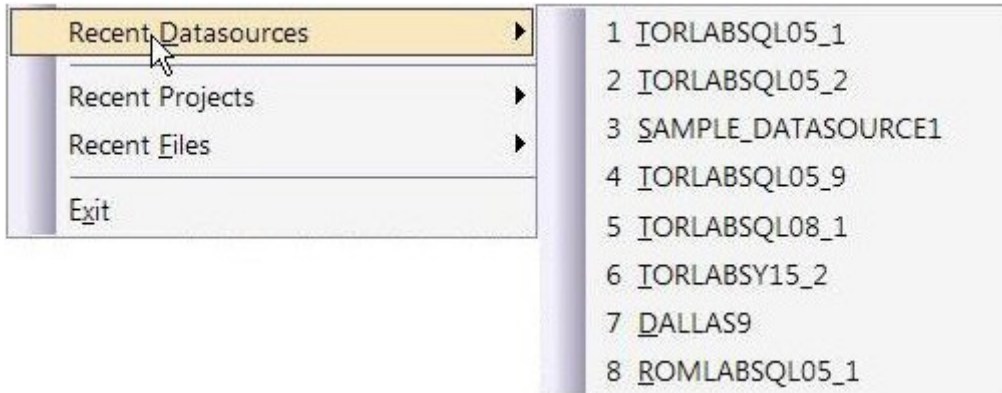 Recent Datasources
Recent Projects
Recent Files
Exit
1 TORLABSQL05_1
2 TORLABSQL05_2
3 SAMPLE_DATASOURCE1
4 TORLABSQL05_9
5 TORLABSQL08_1
6 TORLABSY15_2
7 DALLAS9
8 ROMLABSQL05_1